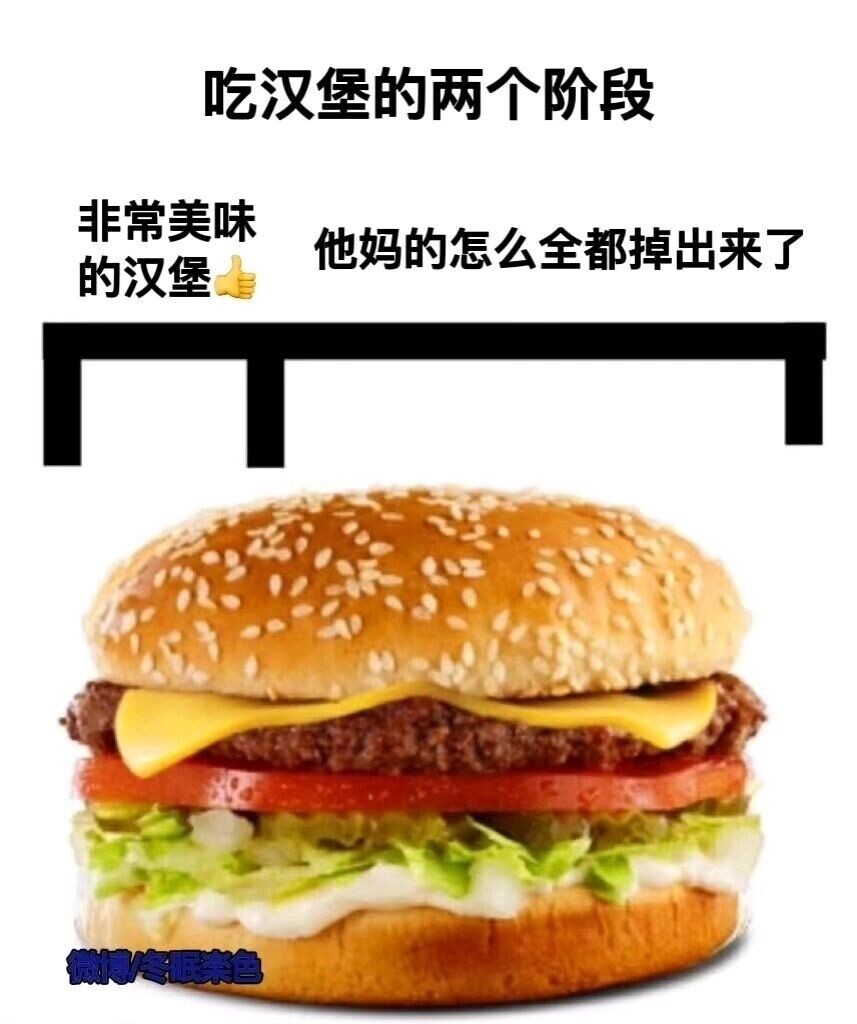 吃汉堡的两个阶段
非常美味
的汉堡👍
他妈的怎么全都掉出来了
微博/冬眠楽色